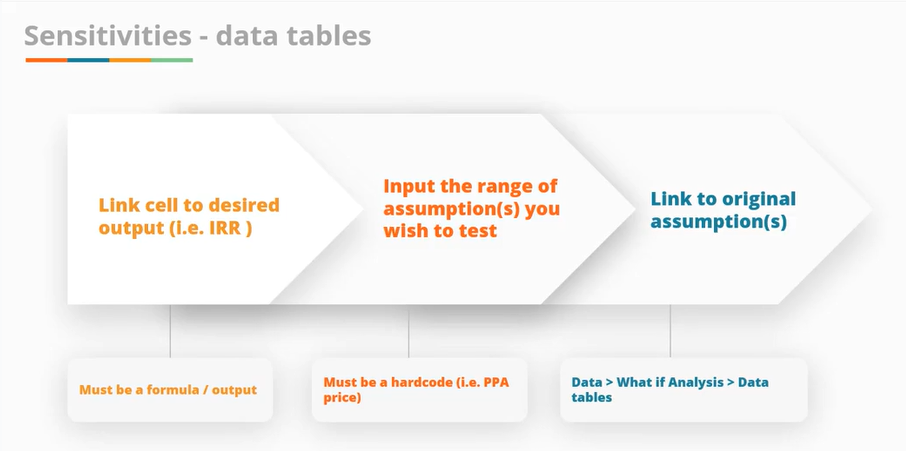 Sensitivities - data tables
Link cell to desired
output (i.e. IRR )
Input the range of
assumption(s) you
wish to test
Link to original
assumption(s)
Must be a formula / output
Must be a hardcode (i.e. PPA
price)
Data > What if Analysis > Data
tables